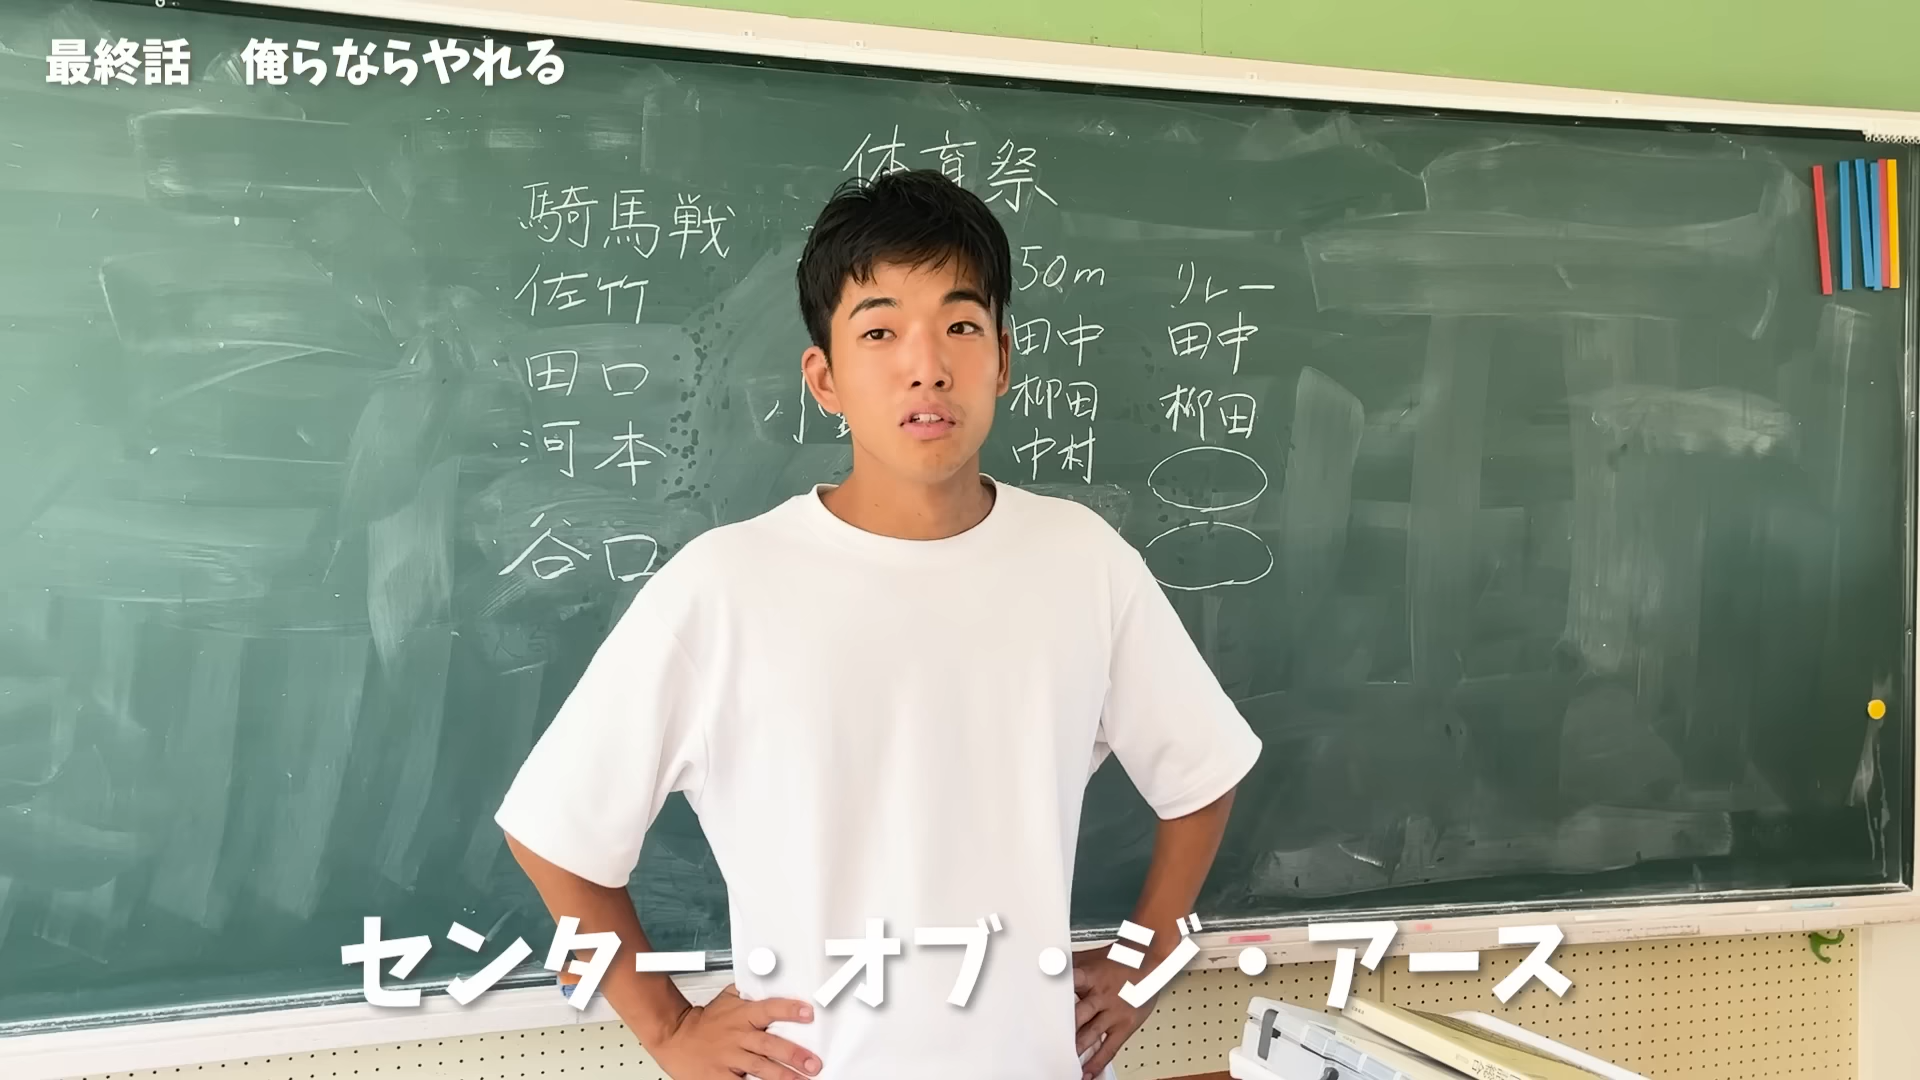 最終話　俺らならやれる
体育祭
騎馬戦
佐竹
田口
河本
谷口
小
50m
田中
柳田
中村
リレー
田中
柳田
センター・オブ・ジ・アース